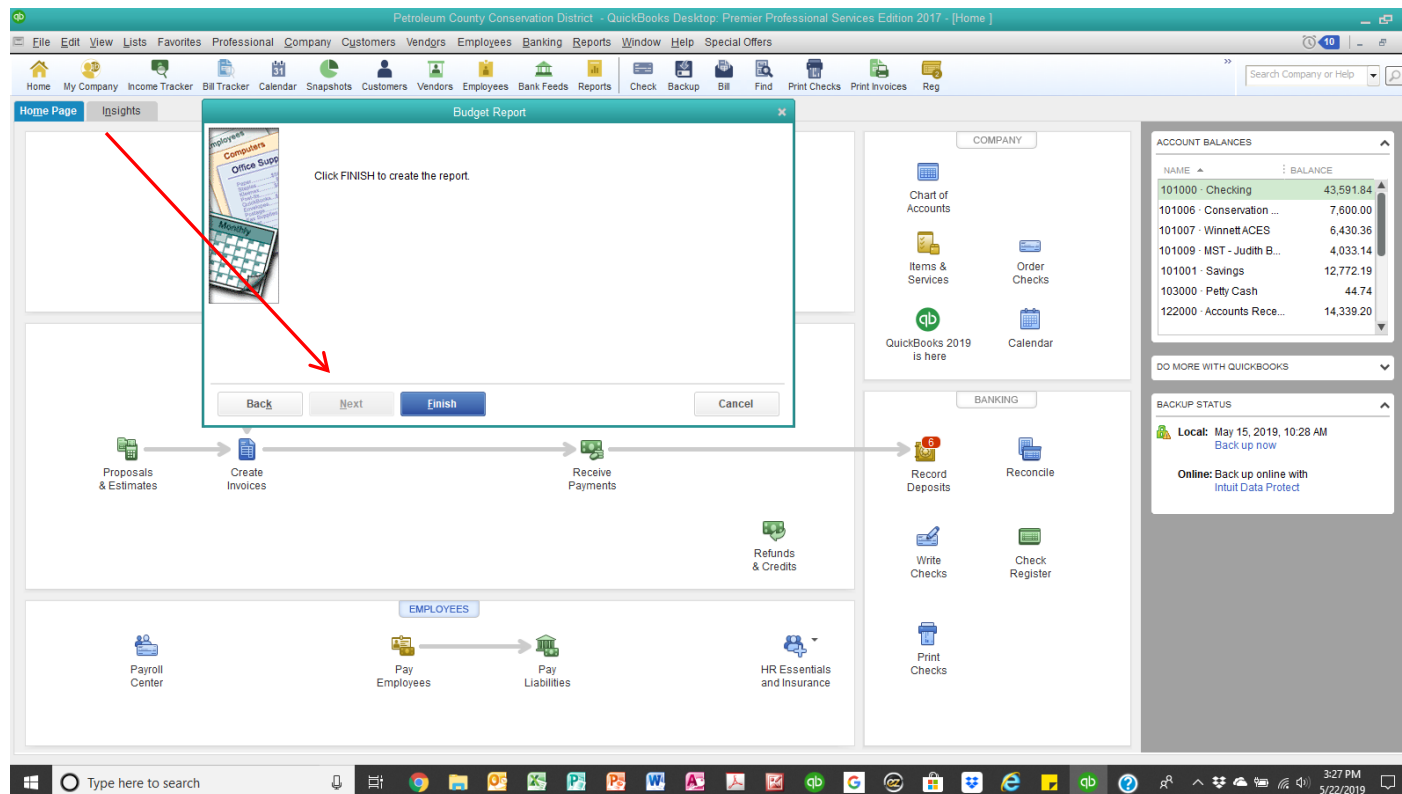 Petroleum County Conservation District - QuickBooks Desktop: Premier Professional Services Edition 2017 - [Home ]
File Edit View Lists Favorites Professional Company Customers Vendors Employees Banking Reports Window Help Special Offers
10
Home My Company Income Tracker Bill Tracker Calendar Snapshots Customers Vendors Employees Bank Feeds Reports Check Backup Bill Find Print Checks Print Invoices Reg
Search Company or Help
Home Page Insights
Budget Report
Employees
Computers
Office Supp
Monthly
Click FINISH to create the report.
Back Next Finish Cancel
COMPANY
Chart of
Accounts
Items &
Services
Order
Checks
QuickBooks 2019
is here
Calendar
Proposals
& Estimates
Create
Invoices
Receive
Payments
Refunds
& Credits
BANKING
6
Record
Deposits
Reconcile
Write
Checks
Check
Register
Print
Checks
EMPLOYEES
Payroll
Center
Pay
Employees
Pay
Liabilities
HR Essentials
and Insurance
ACCOUNT BALANCES
NAME BALANCE
101000 · Checking 43,591.84
101006 · Conservation ... 7,600.00
101007 · Winnett ACES 6,430.36
101009 · MST - Judith B... 4,033.14
101001 · Savings 12,772.19
103000 · Petty Cash 44.74
122000 · Accounts Rece... 14,339.20
DO MORE WITH QUICKBOOKS
BACKUP STATUS
Local: May 15, 2019, 10:28 AM
Back up now
Online: Back up online with
Intuit Data Protect
Type here to search
3:27 PM
5/22/2019